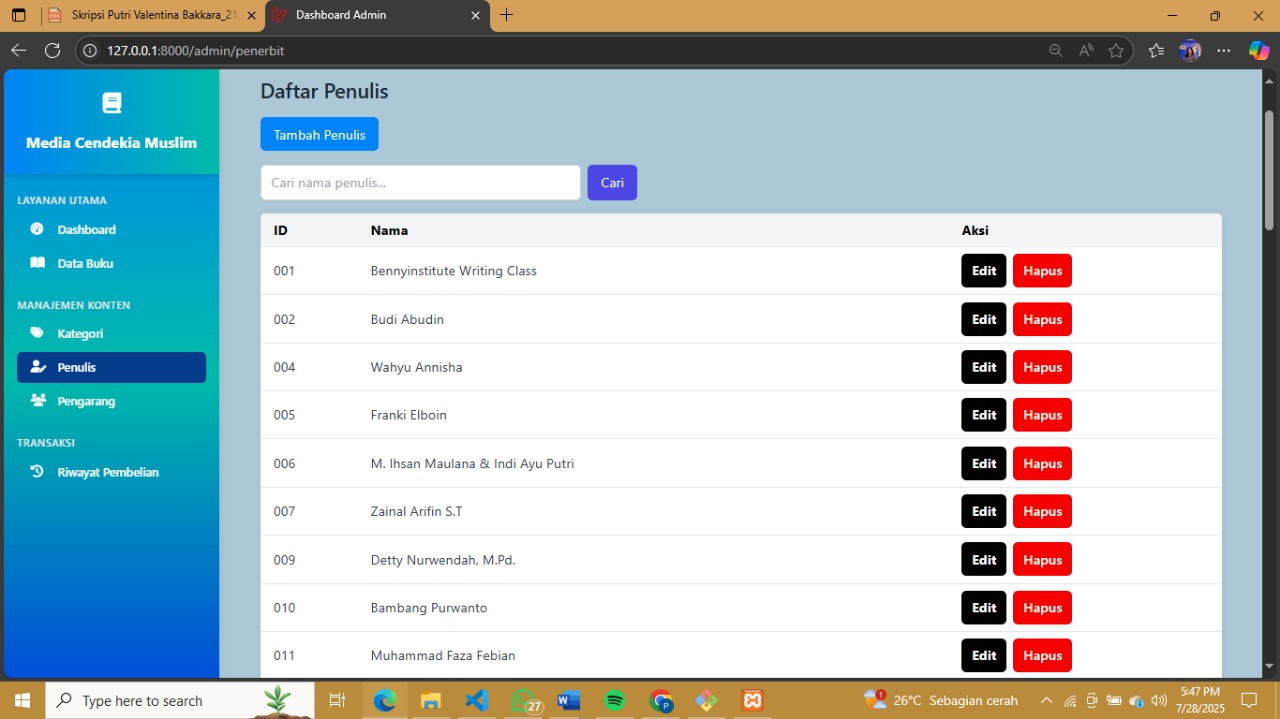 Skripsi Putri Valentina Bakkara_21
Dashboard Admin
127.0.0.1:8000/admin/penerbit
Media Cendekia Muslim
LAYANAN UTAMA
Dashboard
Data Buku
MANAJEMEN KONTEN
Kategori
Penulis
Pengarang
TRANSAKSI
Riwayat Pembelian
Daftar Penulis
Tambah Penulis
Cari nama penulis...
Cari
ID Nama Aksi
001 Bennyinstitute Writing Class Edit Hapus
002 Budi Abudin Edit Hapus
004 Wahyu Annisha Edit Hapus
005 Franki Elboin Edit Hapus
006 M. Ihsan Maulana & Indi Ayu Putri Edit Hapus
007 Zainal Arifin S.T Edit Hapus
009 Detty Nurwendah, M.Pd. Edit Hapus
010 Bambang Purwanto Edit Hapus
011 Muhammad Faza Febian Edit Hapus
Type here to search
27
1
26°C Sebagian cerah
5:47 PM
7/28/2025